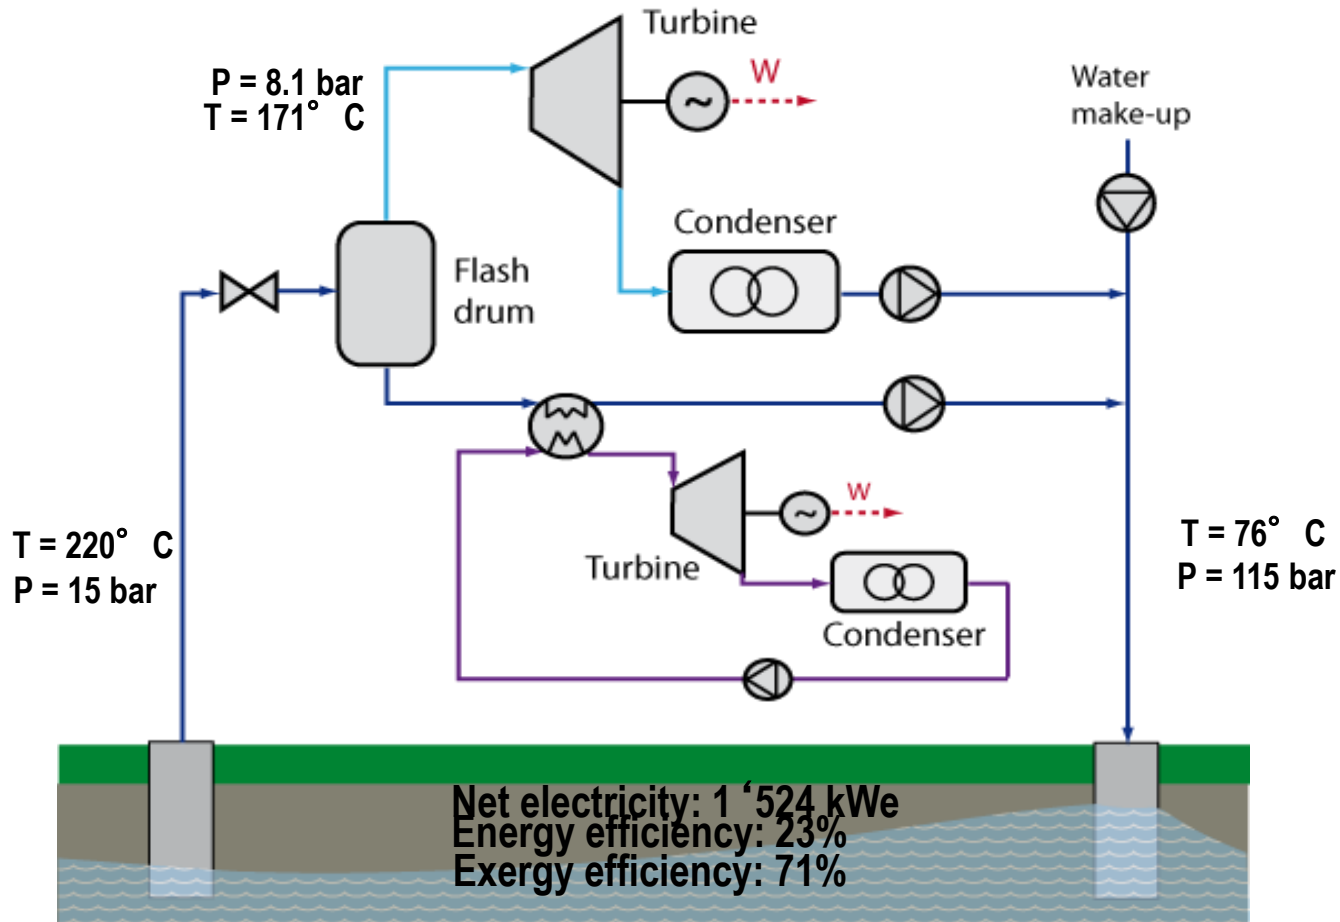 Turbine
P = 8.1 bar
T = 171° C
W
Water
make-up
Condenser
Flash
drum
W
T = 220° C
P = 15 bar
Turbine
T = 76° C
P = 115 bar
Condenser
Net electricity: 1 ‘524 kWe
Energy efficiency: 23%
Exergy efficiency: 71%